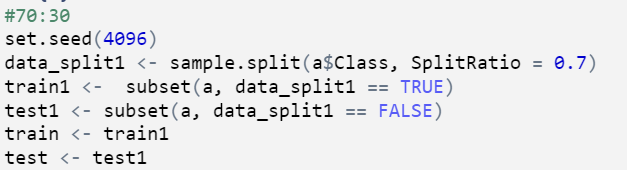 #70:30
set.seed(4096)
data_split1 <- sample.split(a$Class, SplitRatio = 0.7)
train1 <-  subset(a, data_split1 == TRUE)
test1 <- subset(a, data_split1 == FALSE)
train <- train1
test <- test1